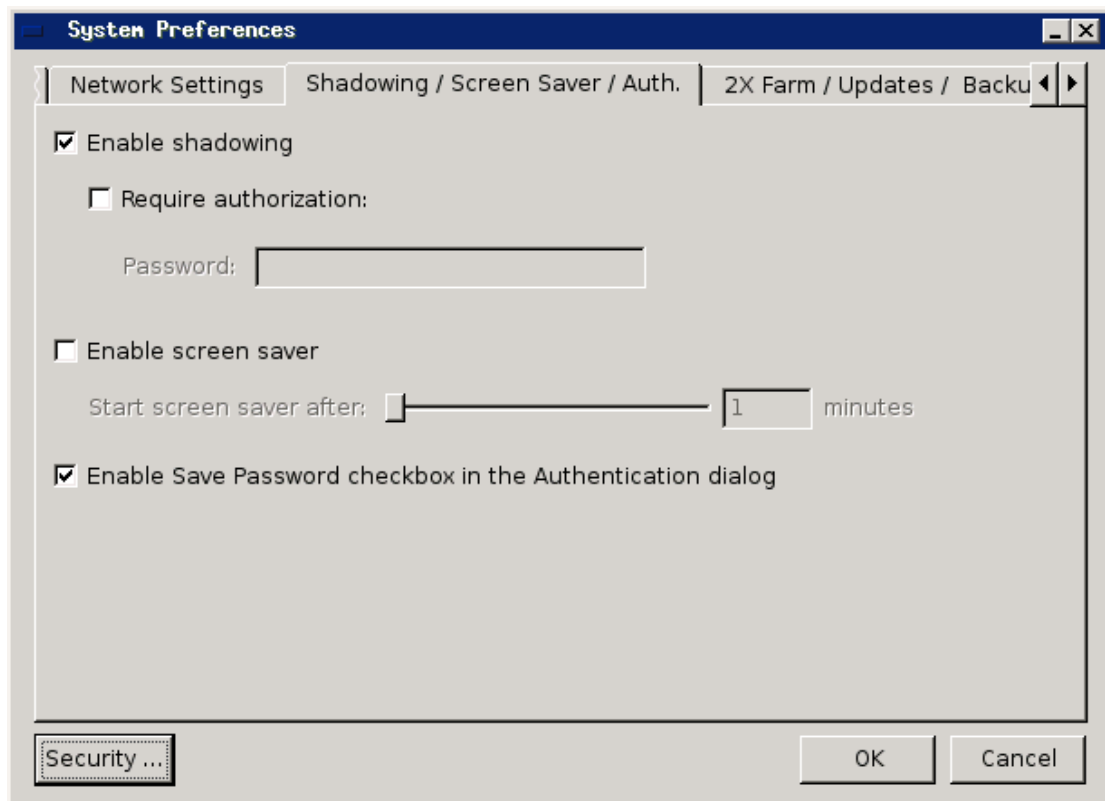 System Preferences
Network Settings
Shadowing / Screen Saver / Auth.
2X Farm / Updates / Backu
Enable shadowing
Require authorization:
Password:
Enable screen saver
Start screen saver after: 1 minutes
Enable Save Password checkbox in the Authentication dialog
Security ... OK Cancel